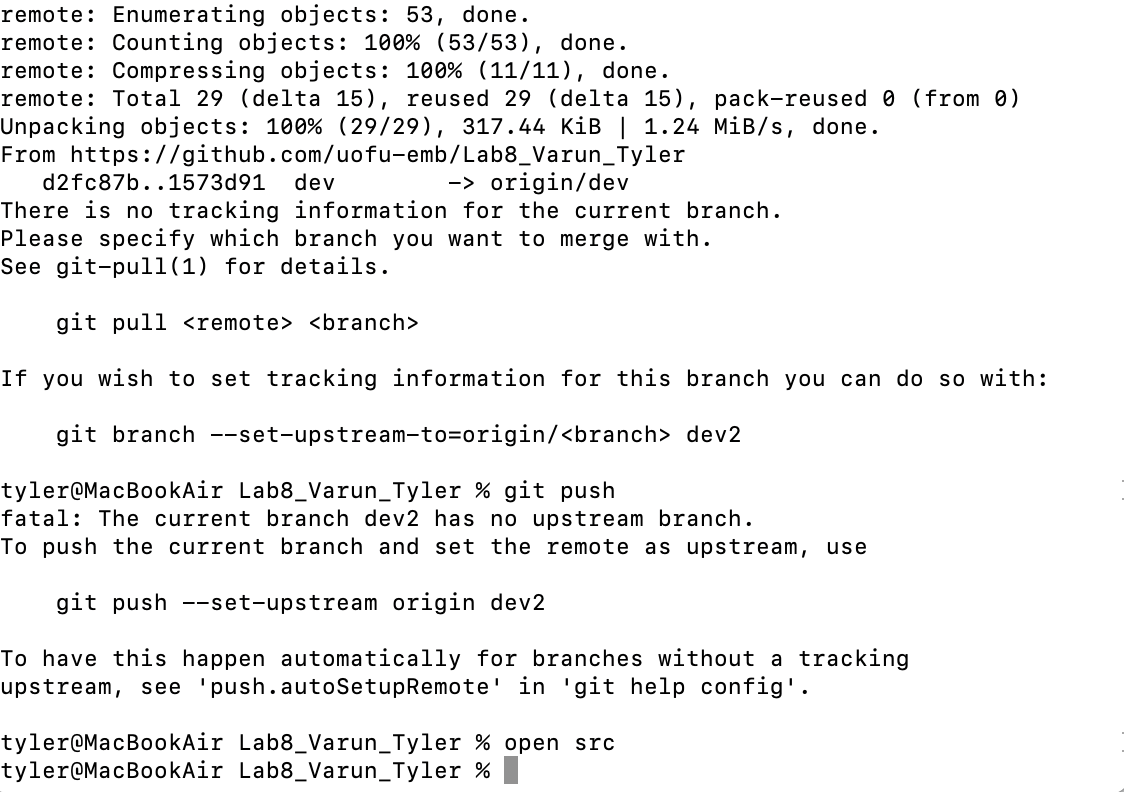 remote: Enumerating objects: 53, done.
remote: Counting objects: 100% (53/53), done.
remote: Compressing objects: 100% (11/11), done.
remote: Total 29 (delta 15), reused 29 (delta 15), pack-reused 0 (from 0)
Unpacking objects: 100% (29/29), 317.44 KiB | 1.24 MiB/s, done.
From https://github.com/uofu-emb/Lab8_Varun_Tyler
   d2fc87b..1573d91  dev        -> origin/dev
There is no tracking information for the current branch.
Please specify which branch you want to merge with.
See git-pull(1) for details.

    git pull <remote> <branch>

If you wish to set tracking information for this branch you can do so with:

    git branch --set-upstream-to=origin/<branch> dev2

tyler@MacBookAir Lab8_Varun_Tyler % git push
fatal: The current branch dev2 has no upstream branch.
To push the current branch and set the remote as upstream, use

    git push --set-upstream origin dev2

To have this happen automatically for branches without a tracking
upstream, see 'push.autoSetupRemote' in 'git help config'.

tyler@MacBookAir Lab8_Varun_Tyler % open src
tyler@MacBookAir Lab8_Varun_Tyler %